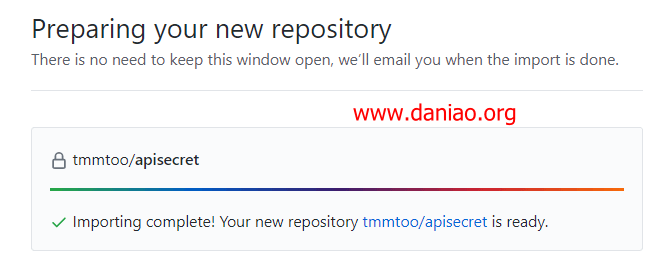 Preparing your new repository
There is no need to keep this window open, we'll email you when the import is done.
www.daniao.org
tmmtoo/apisecret
Importing complete! Your new repository tmmtoo/apisecret is ready.